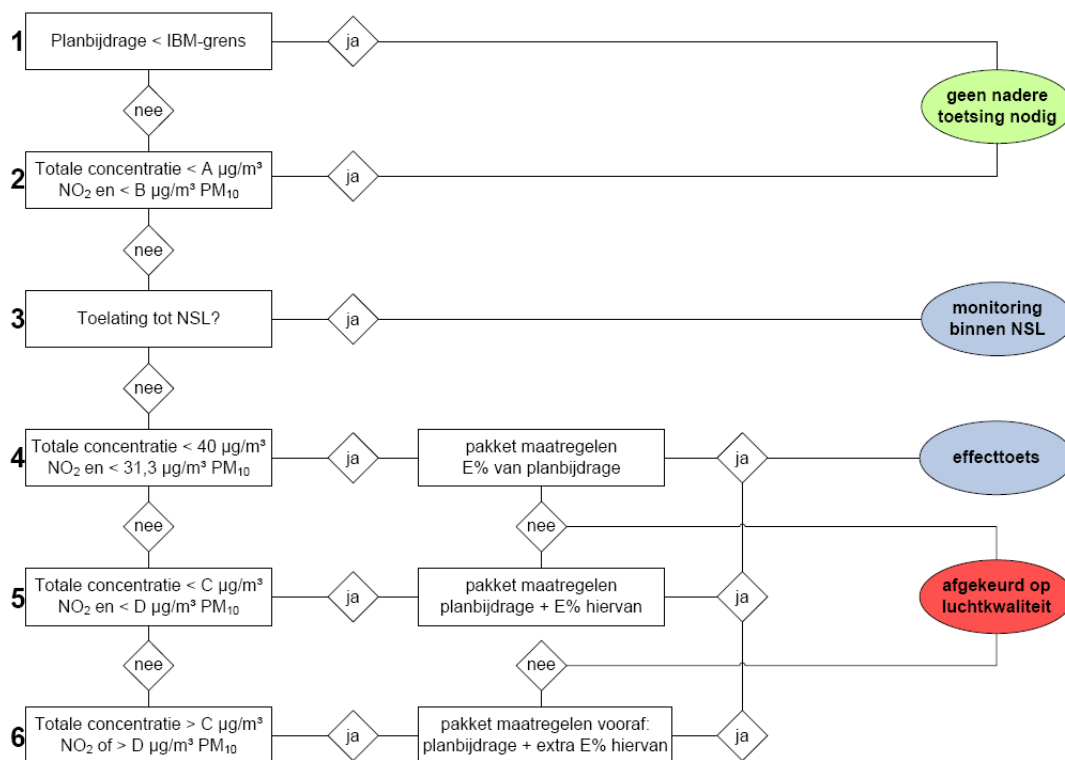 1
Planbijdrage < IBM-grens
ja
nee
geen nadere
toetsing nodig
2
Totale concentratie < A µg/m³
NO₂ en < B µg/m³ PM₁₀
ja
nee
3
Toelating tot NSL?
ja
monitoring
binnen NSL
nee
4
Totale concentratie < 40 µg/m³
NO₂ en < 31,3 µg/m³ PM₁₀
ja
pakket maatregelen
E% van planbijdrage
ja
effecttoets
nee
nee
5
Totale concentratie < C µg/m³
NO₂ en < D µg/m³ PM₁₀
ja
pakket maatregelen
planbijdrage + E% hiervan
ja
afgekeurd op
luchtkwaliteit
nee
nee
6
Totale concentratie > C µg/m³
NO₂ of > D µg/m³ PM₁₀
ja
pakket maatregelen vooraf:
planbijdrage + extra E% hiervan
ja